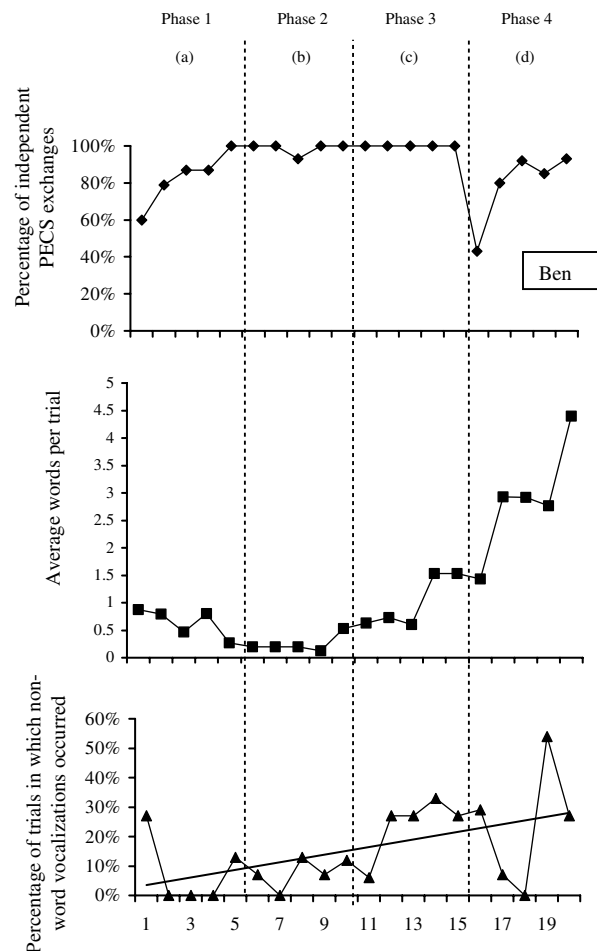 Phase 1 Phase 2 Phase 3 Phase 4
(a) (b) (c) (d)
Percentage of independent
PECS exchanges
100%
80%
60%
40%
20%
0%
Ben
Average words per trial
5
4.5
4
3.5
3
2.5
2
1.5
1
0.5
0
Percentage of trials in which non-
word vocalizations occurred
60%
50%
40%
30%
20%
10%
0%
1 3 5 7 9 11 13 15 17 19